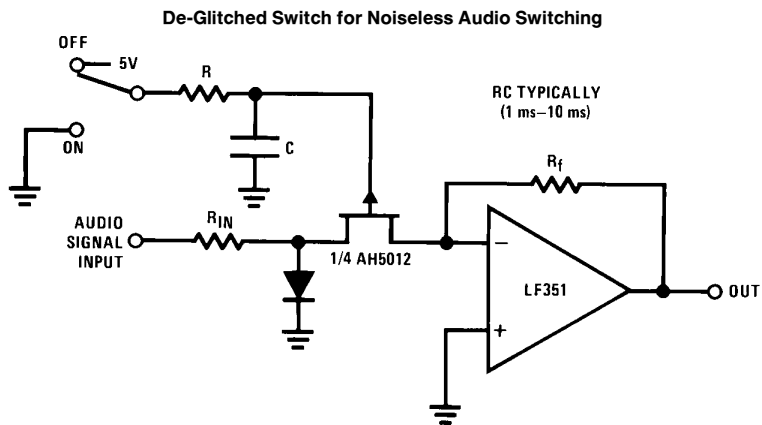 De-Glitched Switch for Noiseless Audio Switching
OFF
5V
R
RC TYPICALLY
(1 ms–10 ms)
ON
C
Rf
AUDIO
SIGNAL
INPUT
RIN
1/4 AH5012
−
LF351
OUT
+